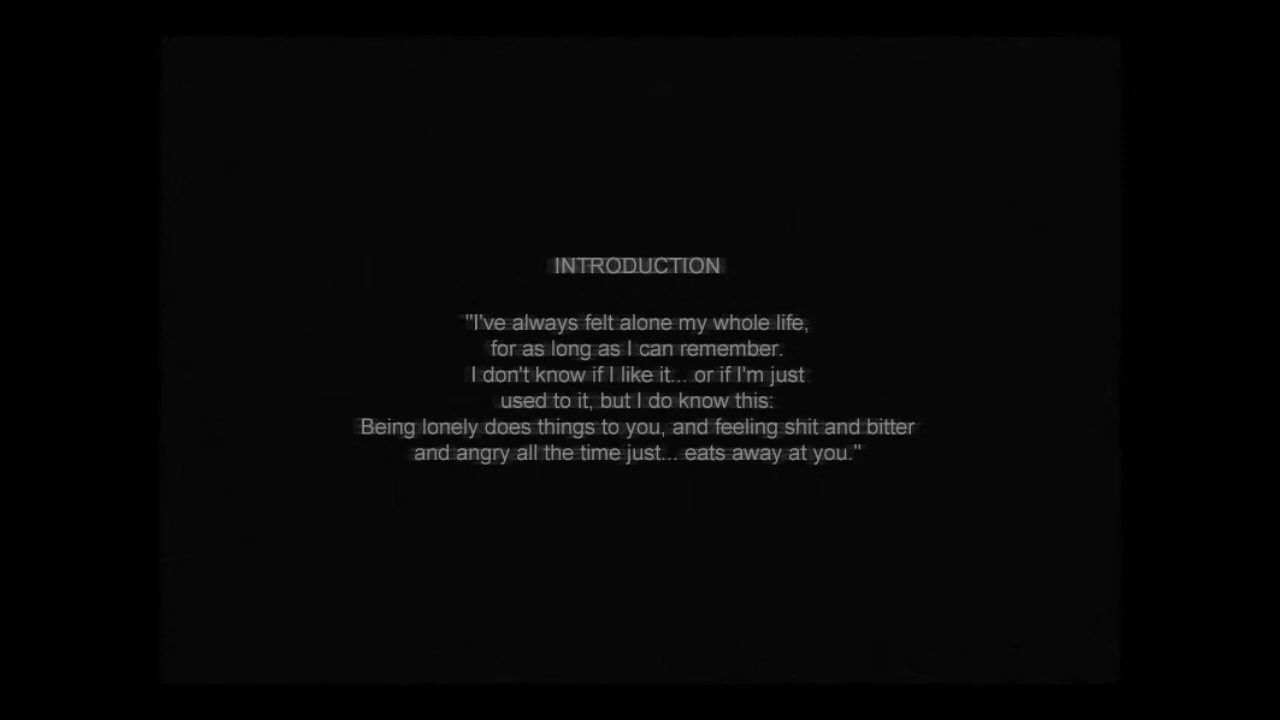 INTRODUCTION
"I've always felt alone my whole life,
for as long as I can remember.
I don't know if I like it... or if I'm just
used to it, but I do know this:
Being lonely does things to you, and feeling shit and bitter
and angry all the time just... eats away at you."